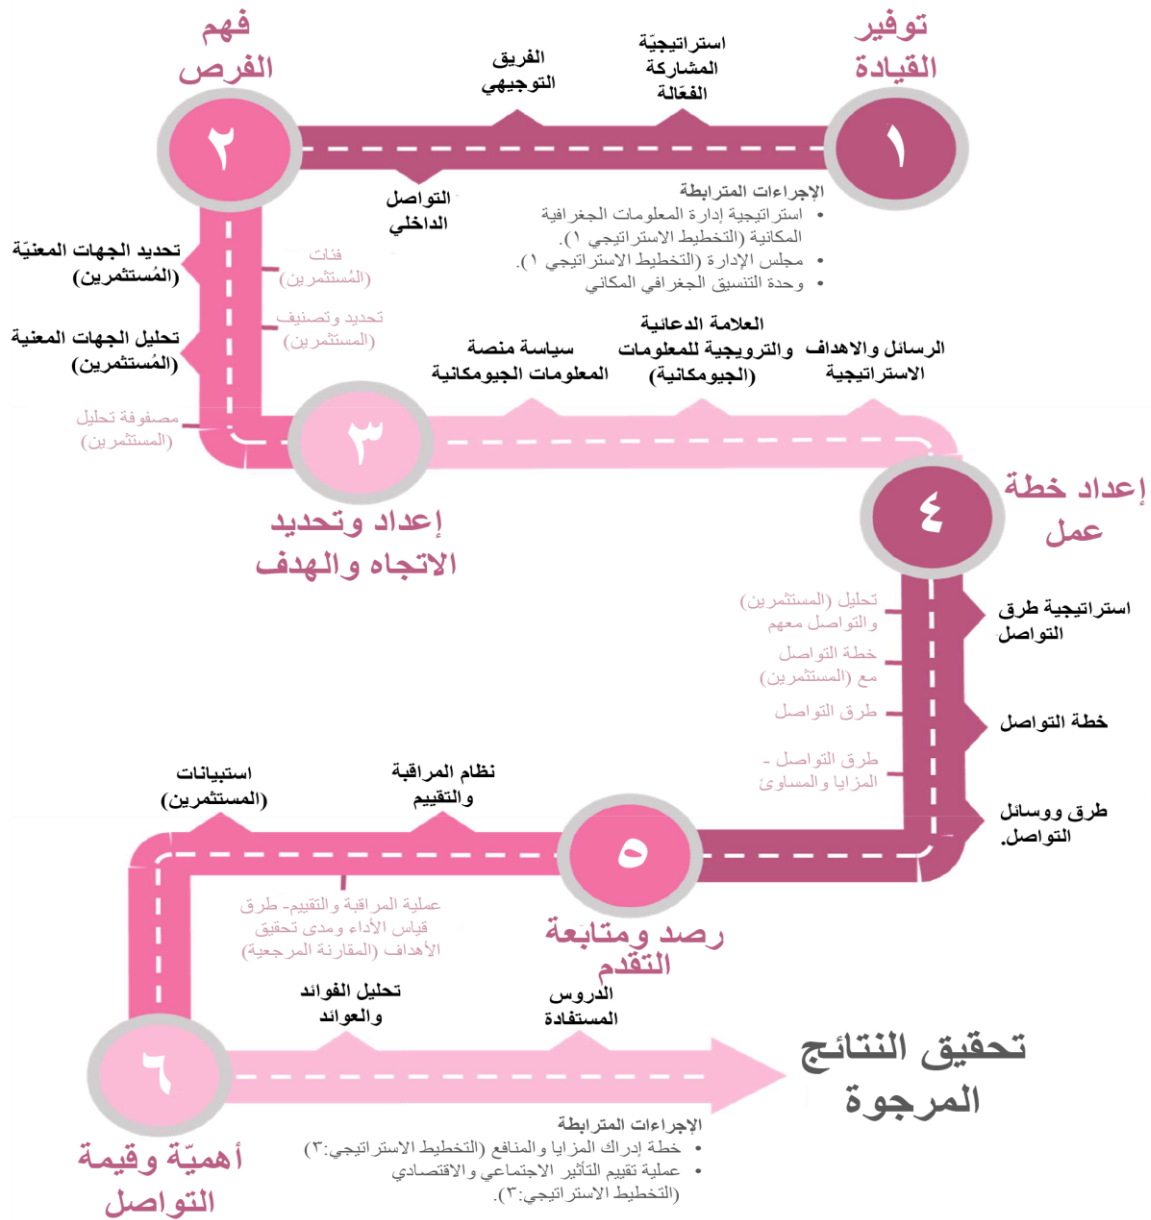 توفير
القيادة
١
استراتيجيّة
المشاركة
الفعّالة
الفريق
التوجيهي
التواصل
الداخلي
الإجراءات المترابطة
• استراتيجية إدارة المعلومات الجغرافية
المكانية (التخطيط الاستراتيجي ١).
• مجلس الإدارة (التخطيط الاستراتيجي ١).
• وحدة التنسيق الجغرافي المكاني
فهم
الفرص
٢
تحديد الجهات المعنيّة
(المُستثمرين)
فئات
(المُستثمرين)
تحديد وتصنيف
(المستثمرين)
تحليل الجهات المعنية
(المُستثمرين)
مصفوفة تحليل
(المستثمرين)
٣
إعداد وتحديد
الاتجاه والهدف
سياسة منصة
المعلومات الجيومكانية
العلامة الدعائية
والترويجية للمعلومات
(الجيومكانية)
الرسائل والاهداف
الاستراتيجية
٤
إعداد خطة
عمل
استراتيجية طرق
التواصل
تحليل (المستثمرين)
والتواصل معهم
خطة التواصل
مع (المستثمرين)
خطة التواصل
طرق التواصل
طرق التواصل -
المزايا والمساوئ
طرق ووسائل
التواصل.
٥
رصد ومتابعة
التقدم
نظام المراقبة
والتقييم
استبيانات
(المستثمرين)
عملية المراقبة والتقييم- طرق
قياس الأداء ومدى تحقيق
الأهداف (المقارنة المرجعية)
٦
أهميّة وقيمة
التواصل
تحليل الفوائد
والعوائد
الدروس
المستفادة
الإجراءات المترابطة
• خطة إدراك المزايا والمنافع (التخطيط الاستراتيجي:٣)
• عملية تقييم التأثير الاجتماعي والاقتصادي
(التخطيط الاستراتيجي:٣).
تحقيق النتائج
المرجوة